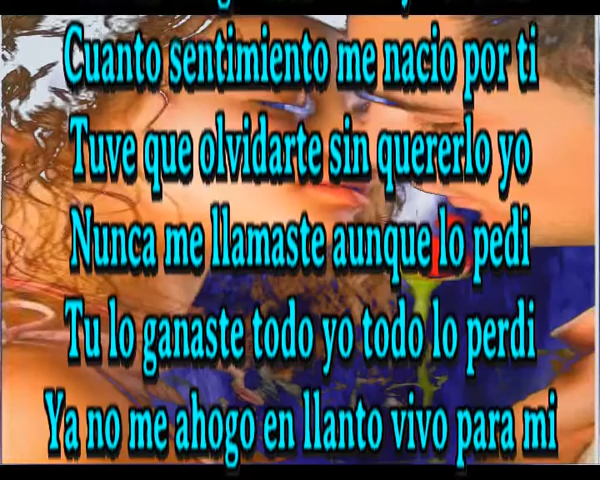 Cuanto sentimiento me nacio por ti
Tuve que olvidarte sin quererlo yo
Nunca me llamaste aunque lo pedi
Tu lo ganaste todo yo todo lo perdi
Ya no me ahogo en llanto vivo para mi